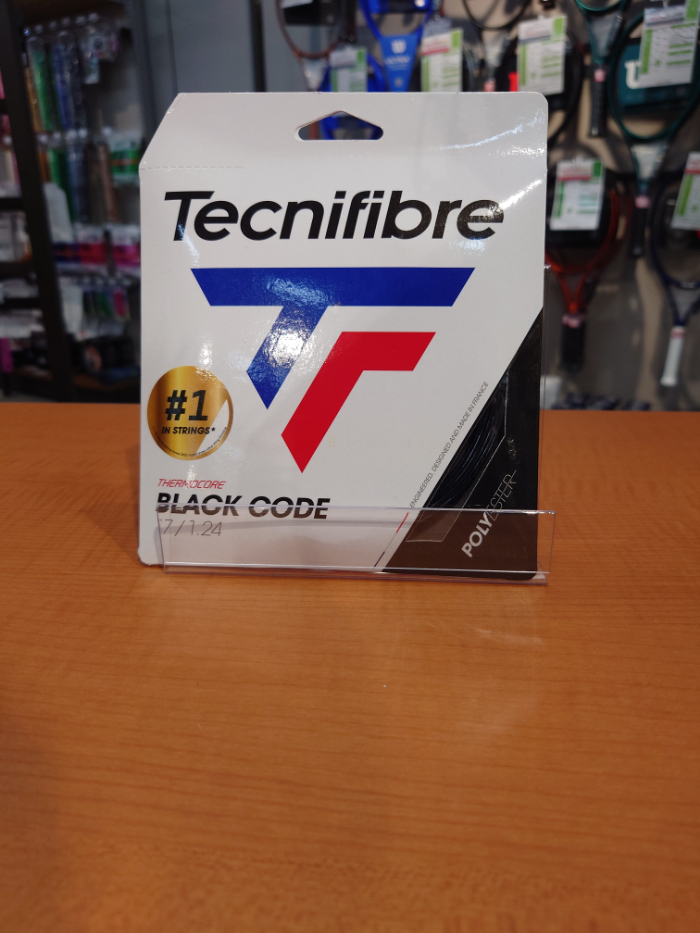 Tecnifibre
#1
IN STRINGS*
THERMOCORE
BLACK CODE
17 / 1.24
ENGINEERED, DESIGNED AND MADE IN FRANCE
POLYESTER